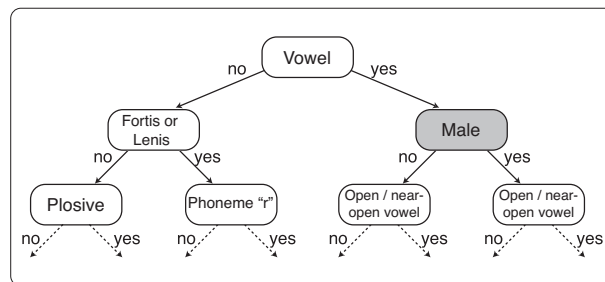 Vowel
no
yes
Fortis or
Lenis
Male
no
yes
no
yes
Plosive
Phoneme "r"
Open / near-
open vowel
Open / near-
open vowel
no
yes
no
yes
no
yes
no
yes